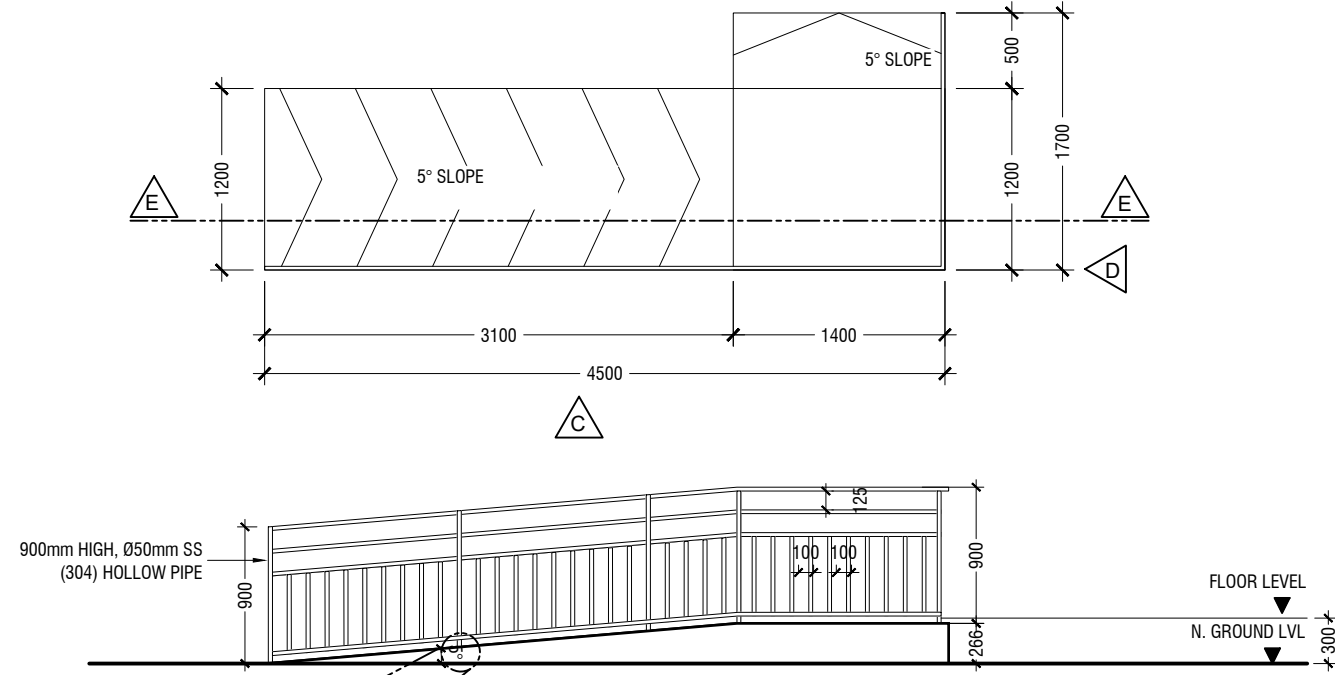 5° SLOPE
500
1700
1200
1200
5° SLOPE
E
E
D
3100
1400
4500
C
125
900mm HIGH, Ø50mm SS
(304) HOLLOW PIPE
900
100 100
900
FLOOR LEVEL
N. GROUND LVL
266
300